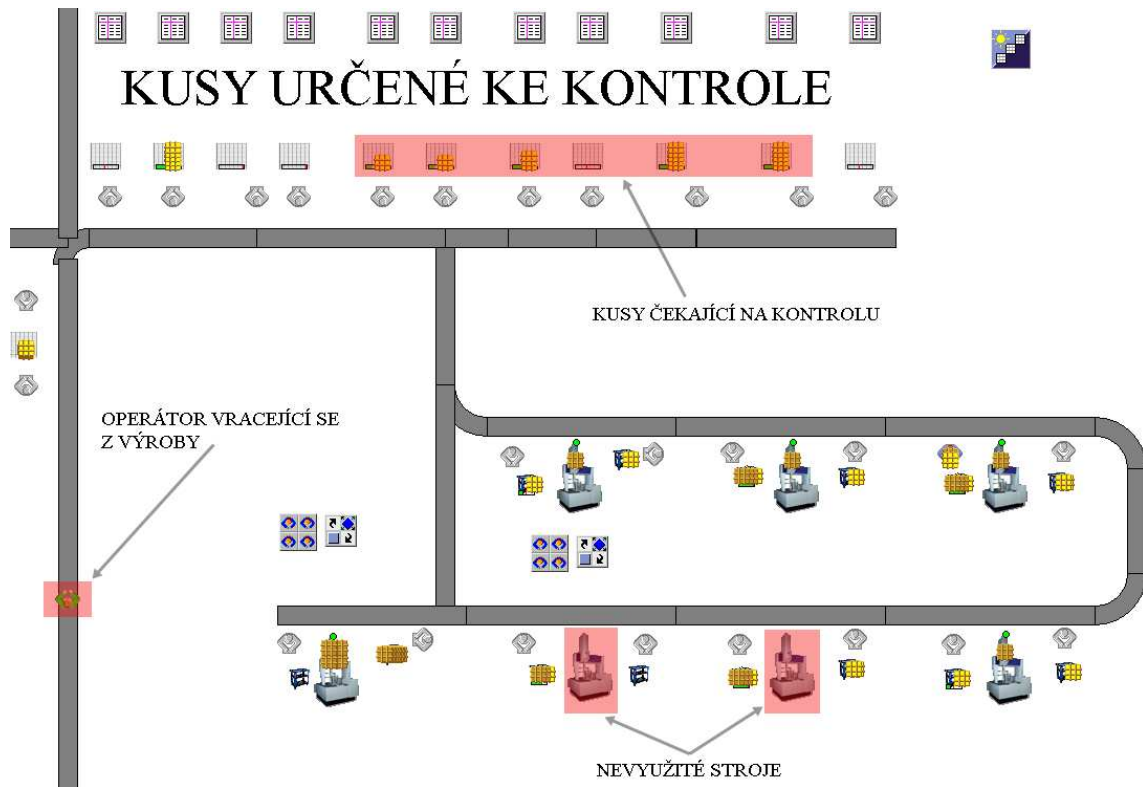 KUSY URČENÉ KE KONTROLE
KUSY ČEKAJÍCÍ NA KONTROLU
OPERÁTOR VRACEJÍCÍ SE
Z VÝROBY
NEVYUŽITÉ STROJE